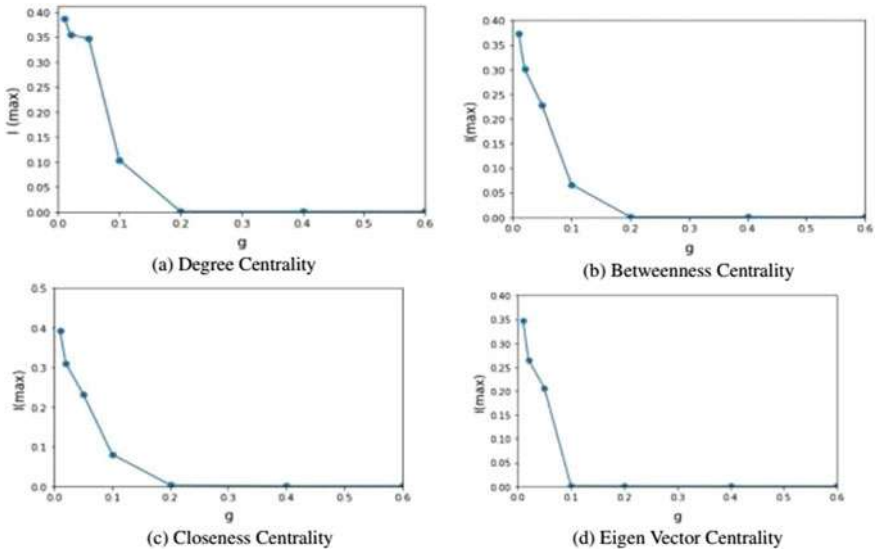 0.40
0.35
0.30
0.25
0.20
0.15
0.10
0.05
0.00
I (max)
0.0 0.1 0.2 0.3 0.4 0.5 0.6
g
(a) Degree Centrality
0.40
0.35
0.30
0.25
0.20
0.15
0.10
0.05
0.00
I(max)
0.0 0.1 0.2 0.3 0.4 0.5 0.6
g
(b) Betweenness Centrality
0.5
0.4
0.3
0.2
0.1
0.0
I(max)
0.0 0.1 0.2 0.3 0.4 0.5 0.6
g
(c) Closeness Centrality
0.40
0.35
0.30
0.25
0.20
0.15
0.10
0.05
0.00
I(max)
0.0 0.1 0.2 0.3 0.4 0.5 0.6
g
(d) Eigen Vector Centrality